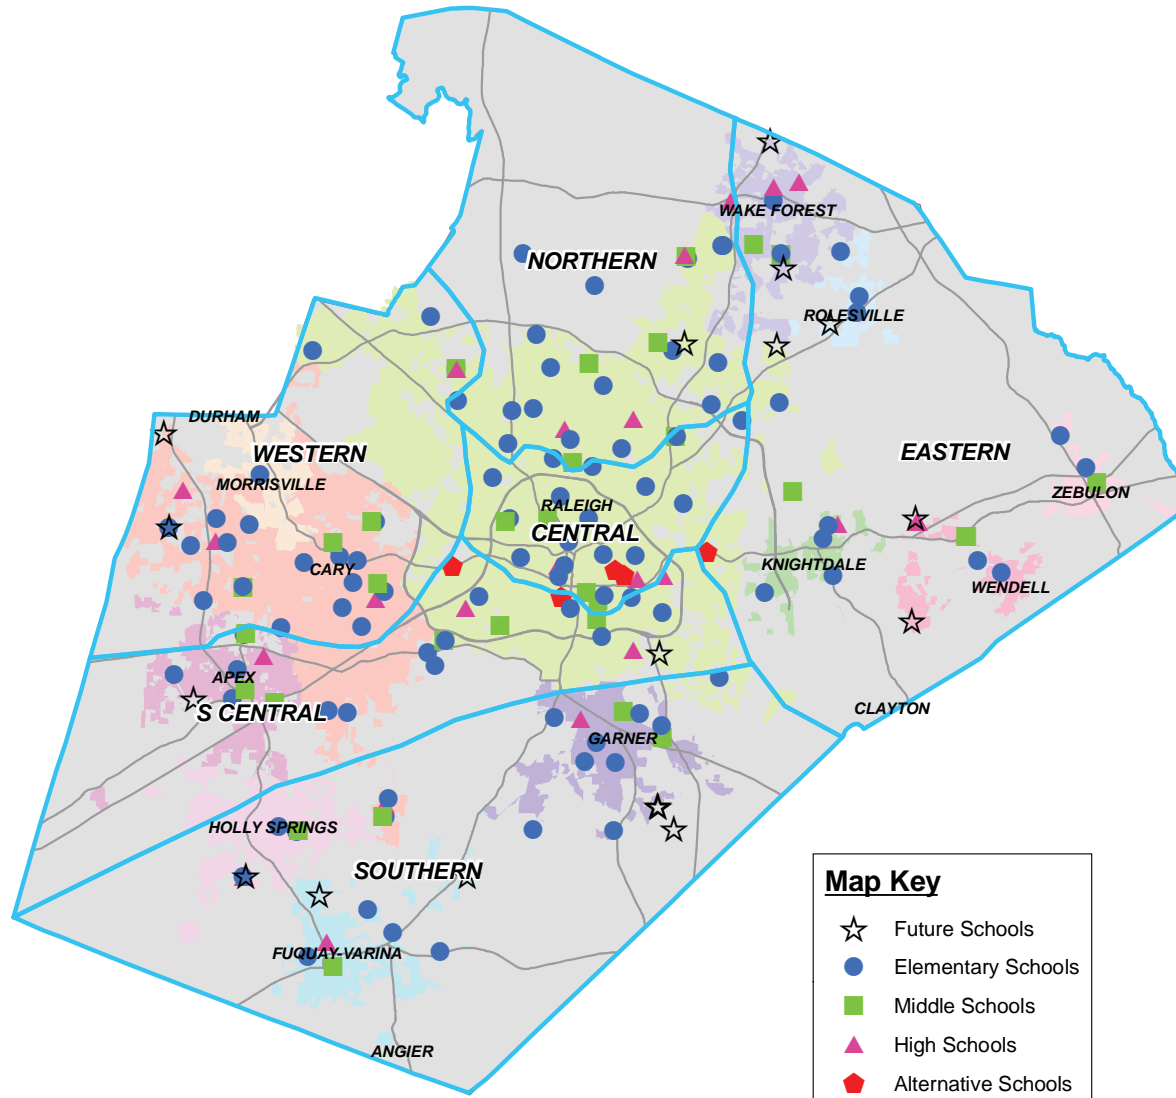 WAKE FOREST
NORTHERN
ROLESVILLE
DURHAM
WESTERN
EASTERN
MORRISVILLE
ZEBULON
RALEIGH
CENTRAL
KNIGHTDALE
CARY
WENDELL
APEX
CLAYTON
S CENTRAL
GARNER
HOLLY SPRINGS
SOUTHERN
FUQUAY-VARINA
ANGIER
Map Key
Future Schools
Elementary Schools
Middle Schools
High Schools
Alternative Schools